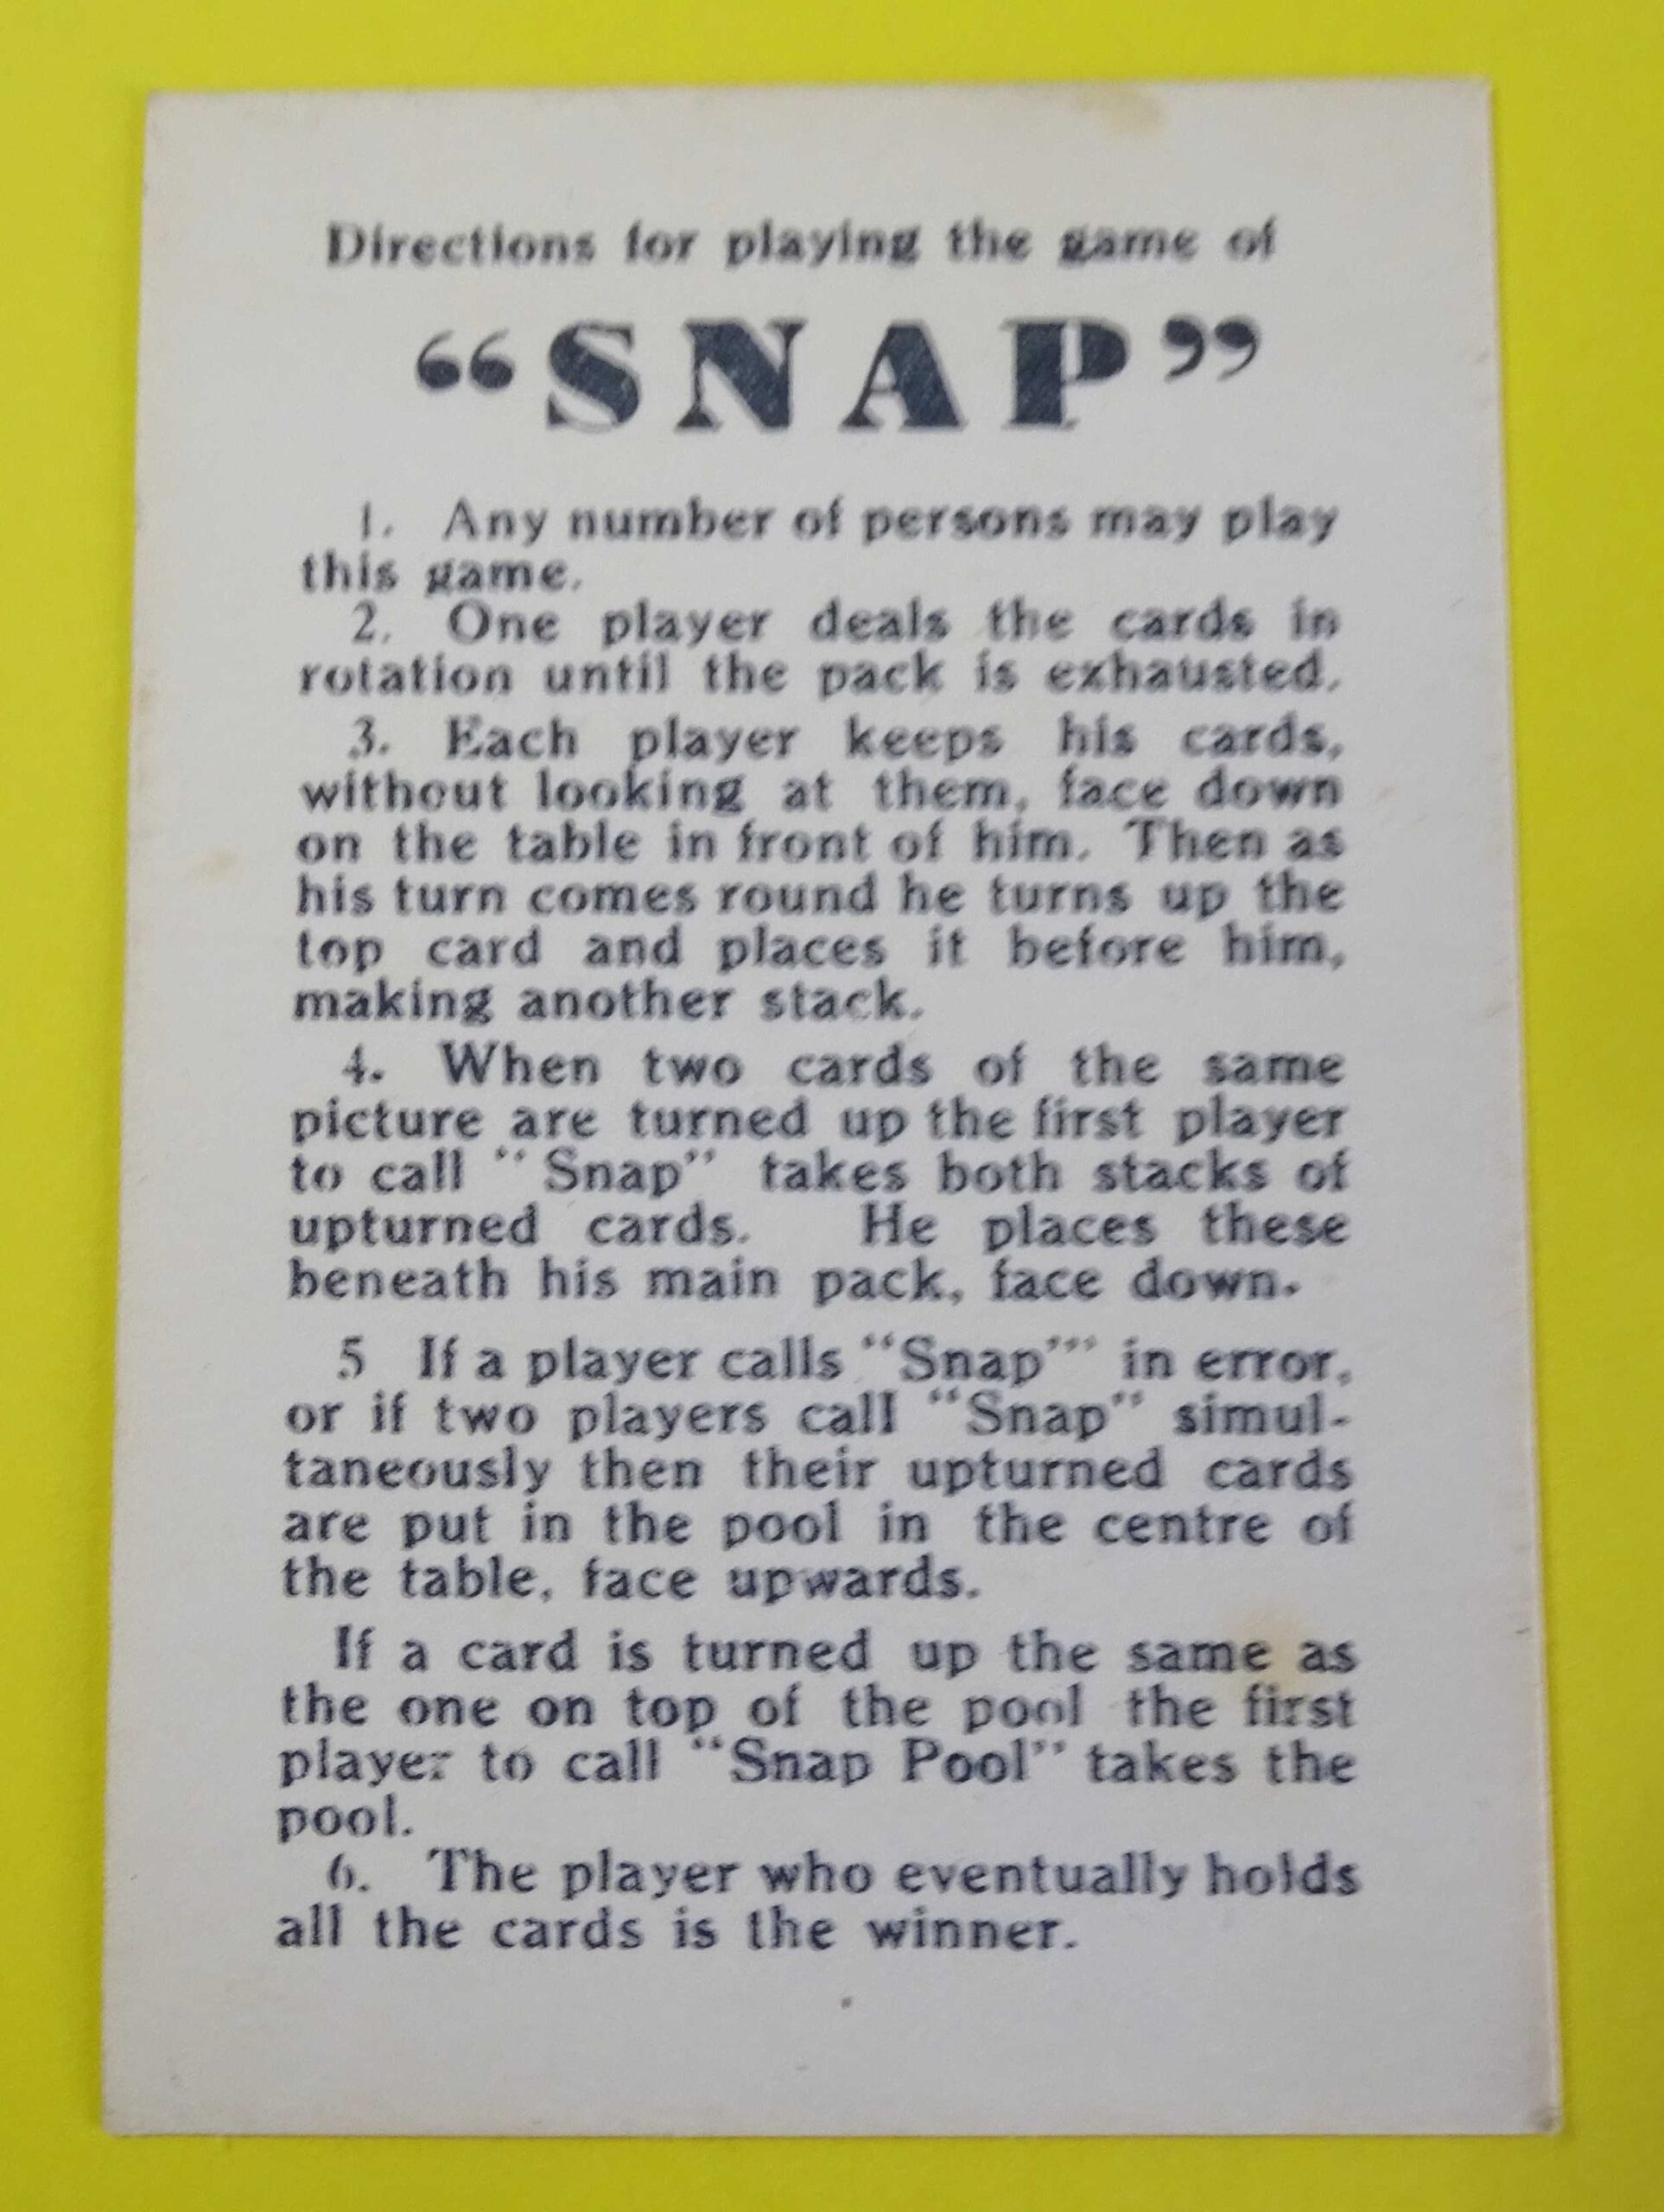 Directions for playing the game of
“SNAP”
1. Any number of persons may play
this game.
2. One player deals the cards in
rotation until the pack is exhausted.
3. Each player keeps his cards,
without looking at them, face down
on the table in front of him. Then as
his turn comes round he turns up the
top card and places it before him,
making another stack.
4. When two cards of the same
picture are turned up the first player
to call "Snap" takes both stacks of
upturned cards. He places these
beneath his main pack, face down.
5 If a player calls "Snap"' in error,
or if two players call "Snap" simul-
taneously then their upturned cards
are put in the pool in the centre of
the table, face upwards.
If a card is turned up the same as
the one on top of the pool the first
player to call "Snap Pool" takes the
pool.
6. The player who eventually holds
all the cards is the winner.